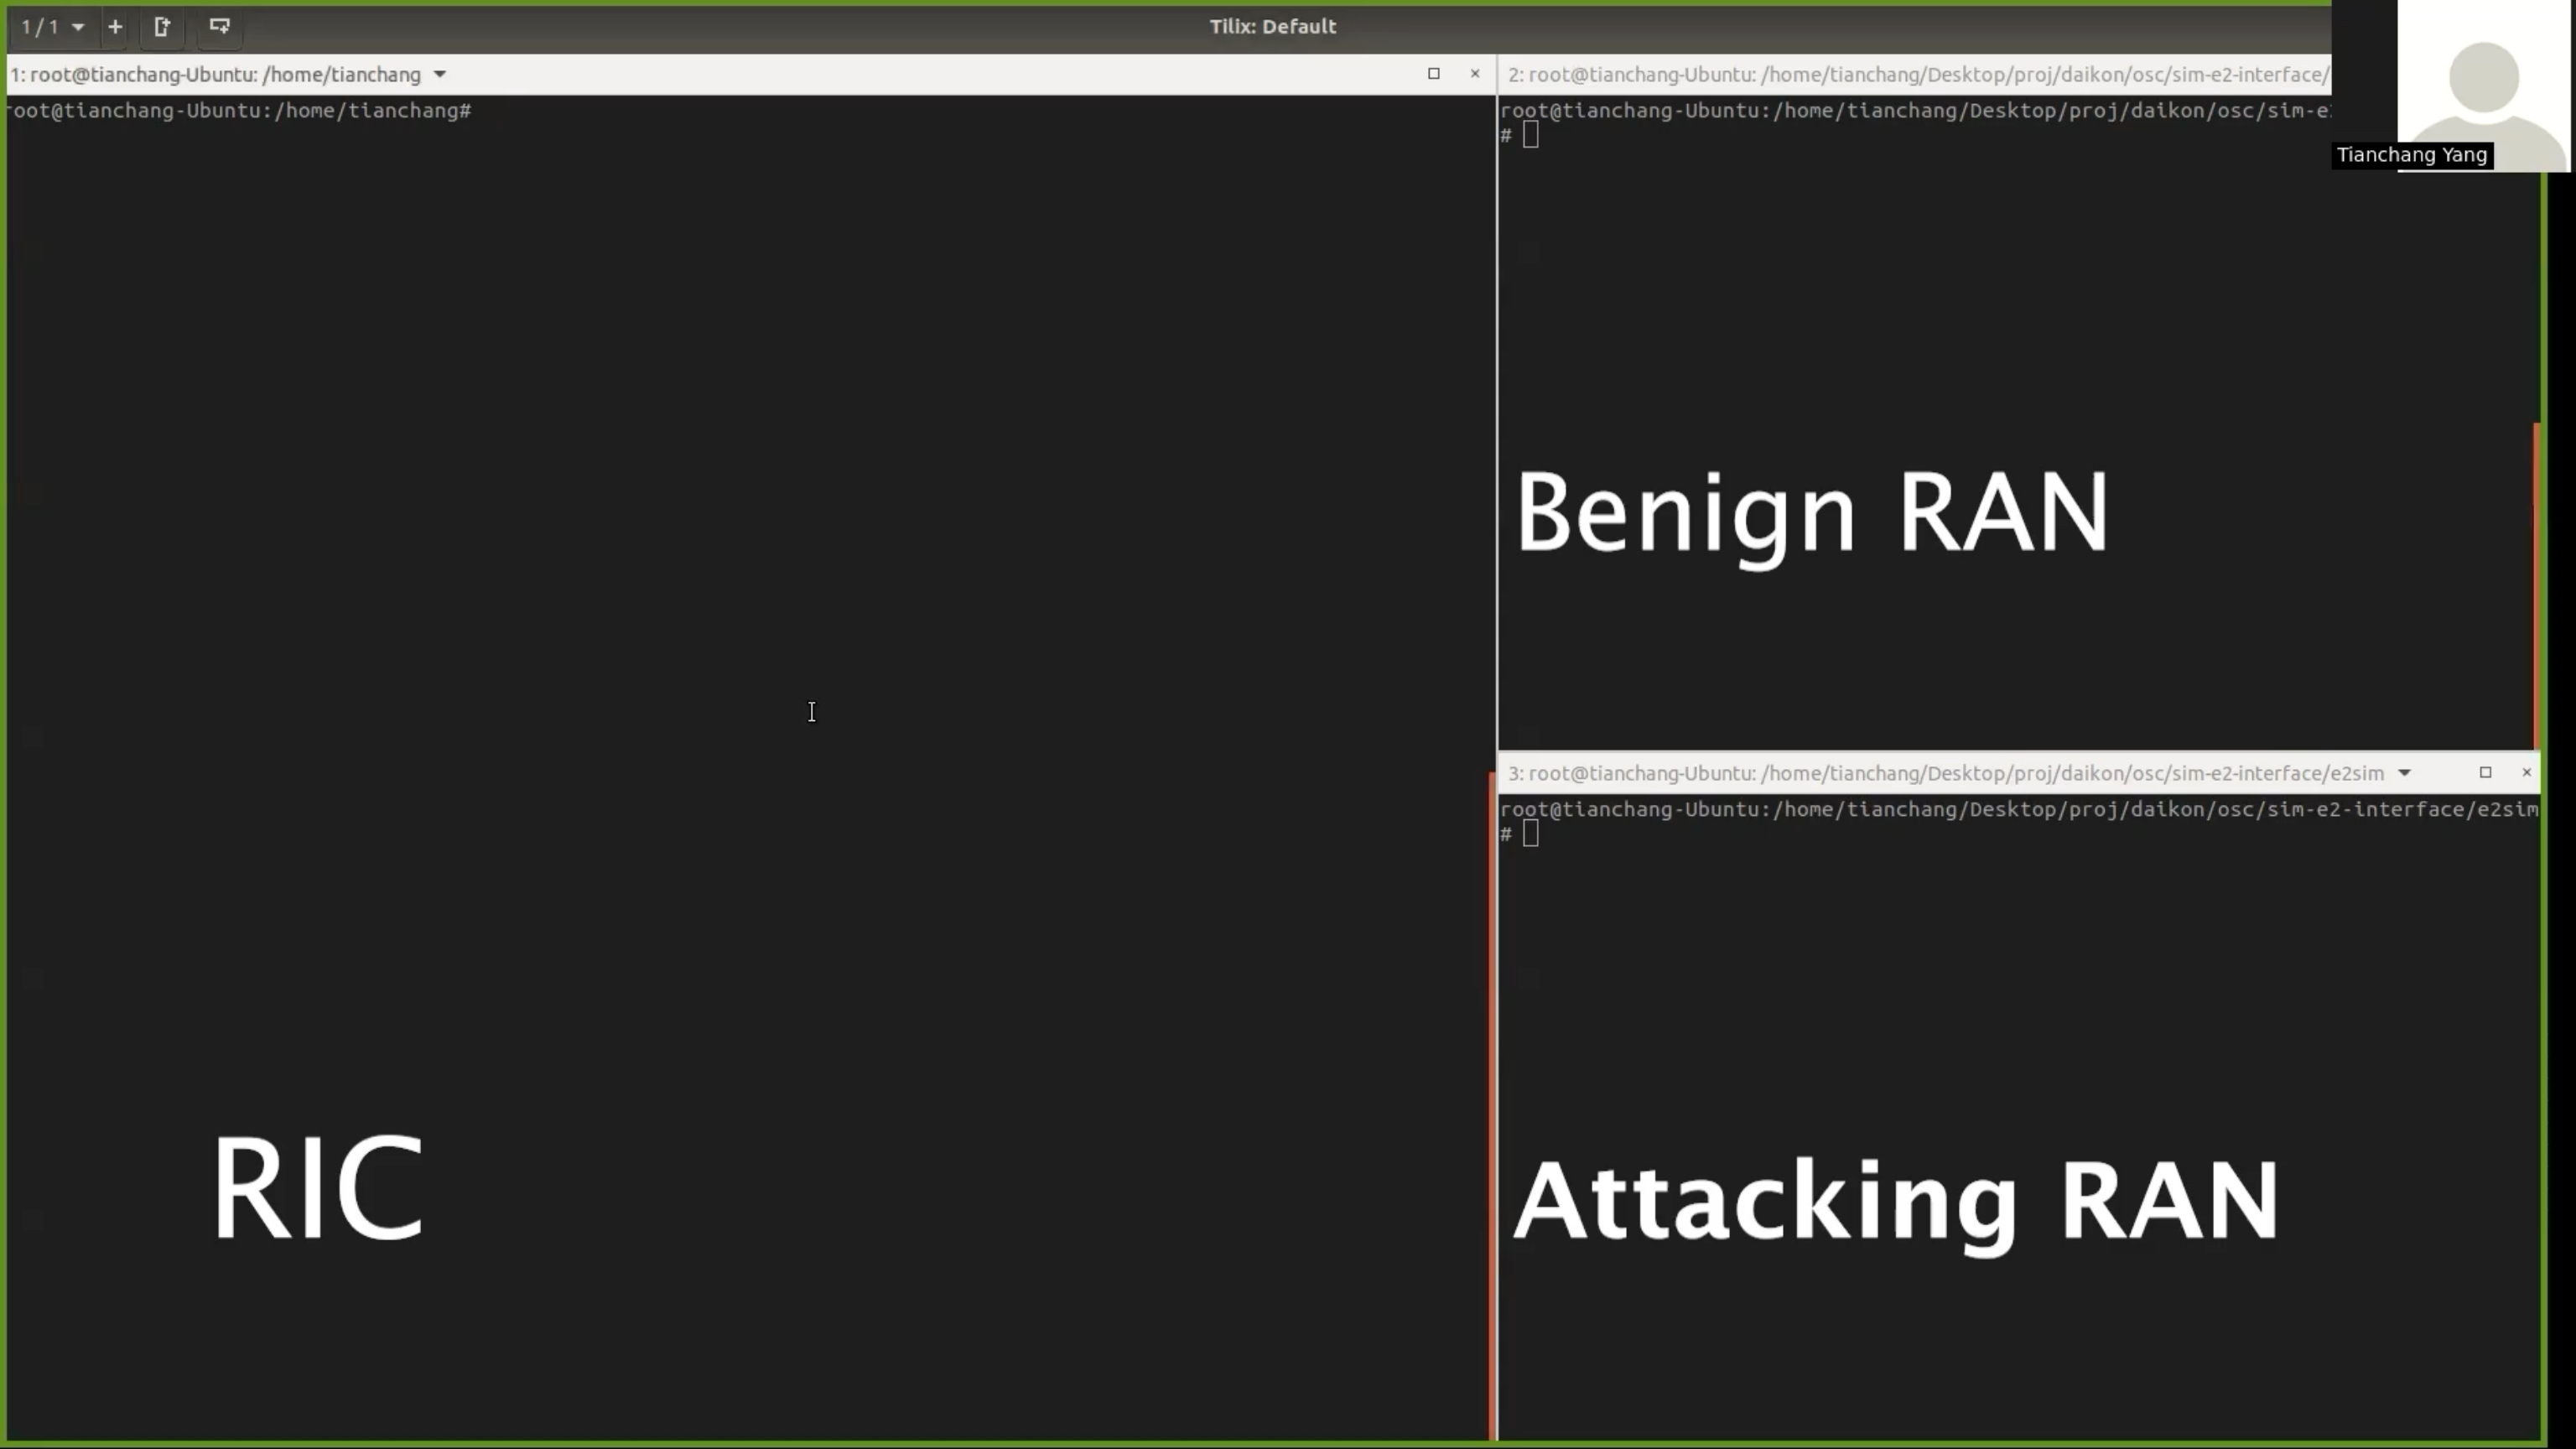 1 / 1
Tilix: Default
1: root@tianchang-Ubuntu: /home/tianchang
root@tianchang-Ubuntu:/home/tianchang#
2: root@tianchang-Ubuntu: /home/tianchang/Desktop/proj/daikon/osc/sim-e2-interface/
root@tianchang-Ubuntu:/home/tianchang/Desktop/proj/daikon/osc/sim-e2
#
Tianchang Yang
Benign RAN
3: root@tianchang-Ubuntu: /home/tianchang/Desktop/proj/daikon/osc/sim-e2-interface/e2sim
root@tianchang-Ubuntu:/home/tianchang/Desktop/proj/daikon/osc/sim-e2-interface/e2sim
#
RIC
Attacking RAN